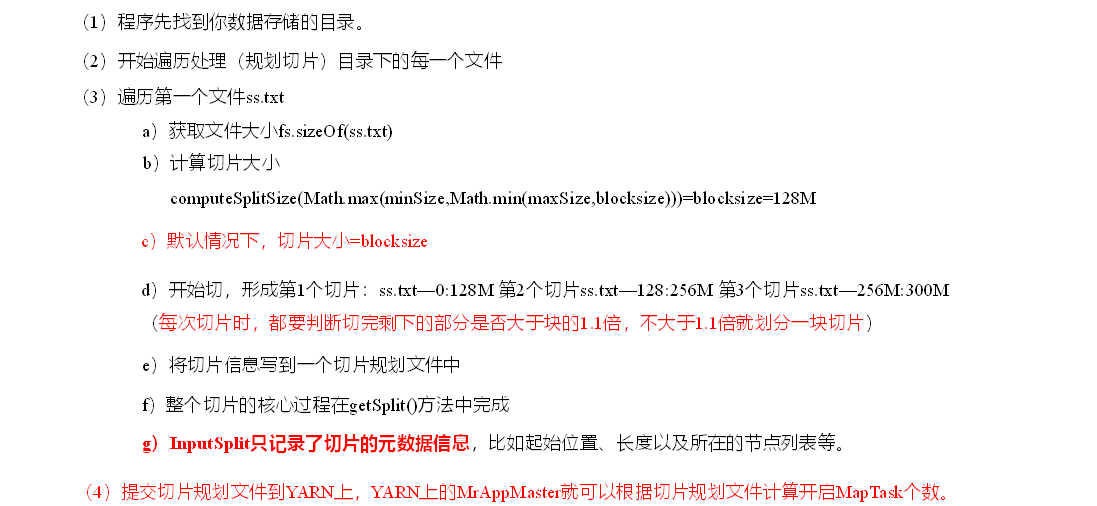 （1）程序先找到你数据存储的目录。
（2）开始遍历处理（规划切片）目录下的每一个文件
（3）遍历第一个文件ss.txt
a）获取文件大小fs.sizeOf(ss.txt)
b）计算切片大小
computeSplitSize(Math.max(minSize,Math.min(maxSize,blocksize)))=blocksize=128M
c）默认情况下，切片大小=blocksize
d）开始切，形成第1个切片：ss.txt—0:128M 第2个切片ss.txt—128:256M 第3个切片ss.txt—256M:300M
（每次切片时，都要判断切完剩下的部分是否大于块的1.1倍，不大于1.1倍就划分一块切片）
e）将切片信息写到一个切片规划文件中
f）整个切片的核心过程在getSplit()方法中完成
g）InputSplit只记录了切片的元数据信息，比如起始位置、长度以及所在的节点列表等。
（4）提交切片规划文件到YARN上，YARN上的MrAppMaster就可以根据切片规划文件计算开启MapTask个数。